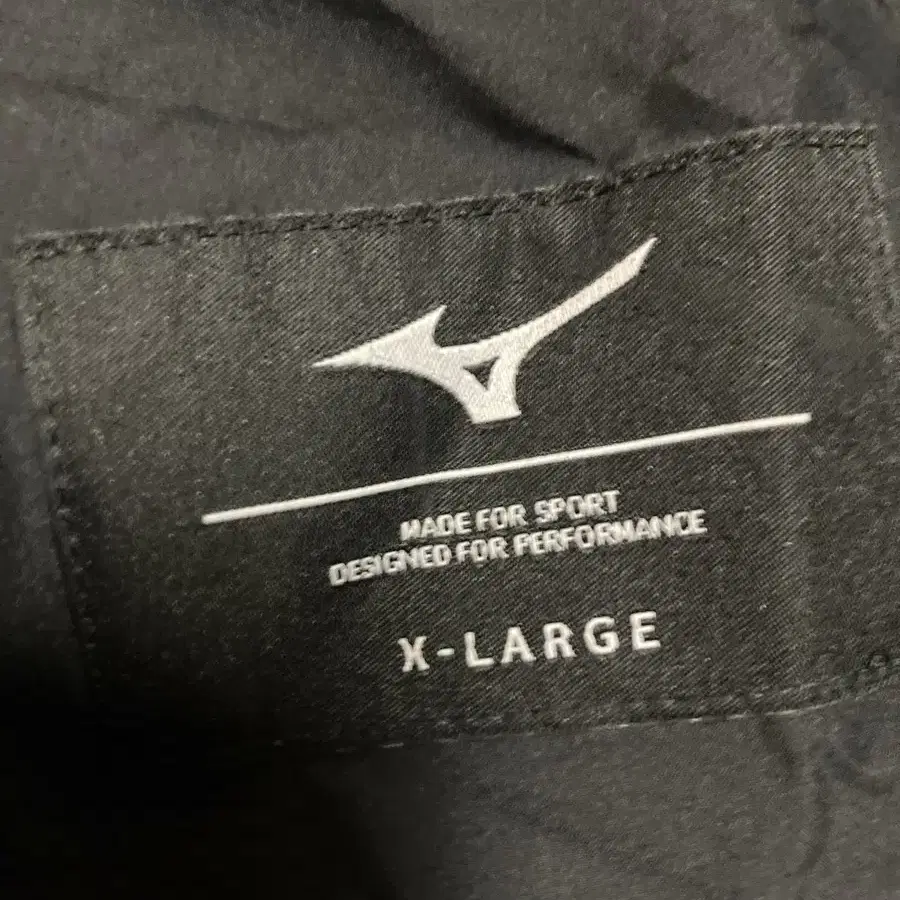 MADE FOR SPORT
DESIGNED FOR PERFORMANCE
X-LARGE